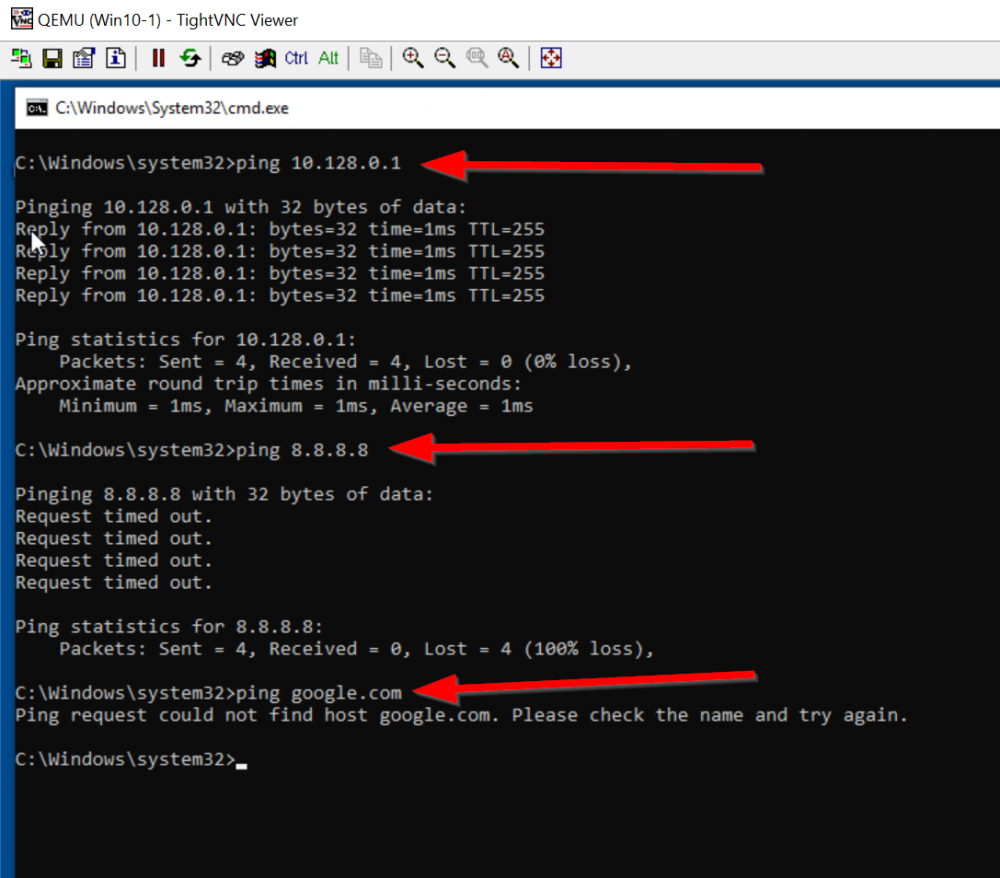 QEMU (Win10-1) - TightVNC Viewer
Ctrl Alt
C:\Windows\System32\cmd.exe
C:\Windows\system32>ping 10.128.0.1
Pinging 10.128.0.1 with 32 bytes of data:
Reply from 10.128.0.1: bytes=32 time=1ms TTL=255
Reply from 10.128.0.1: bytes=32 time=1ms TTL=255
Reply from 10.128.0.1: bytes=32 time=1ms TTL=255
Reply from 10.128.0.1: bytes=32 time=1ms TTL=255
Ping statistics for 10.128.0.1:
    Packets: Sent = 4, Received = 4, Lost = 0 (0% loss),
Approximate round trip times in milli-seconds:
    Minimum = 1ms, Maximum = 1ms, Average = 1ms
C:\Windows\system32>ping 8.8.8.8
Pinging 8.8.8.8 with 32 bytes of data:
Request timed out.
Request timed out.
Request timed out.
Request timed out.
Ping statistics for 8.8.8.8:
    Packets: Sent = 4, Received = 0, Lost = 4 (100% loss),
C:\Windows\system32>ping google.com
Ping request could not find host google.com. Please check the name and try again.
C:\Windows\system32>